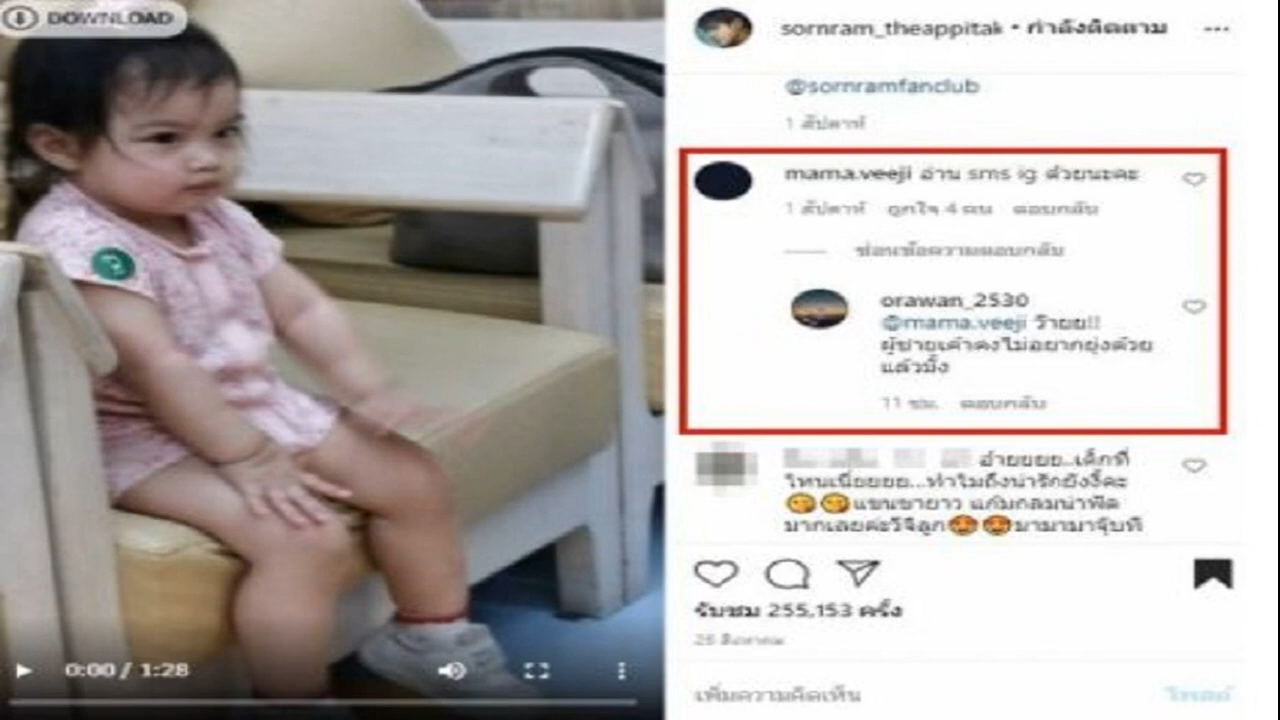 DOWNLOAD
0:00 / 1:28
sornram_theappitak • กำลังติดตาม
@sornramfanclub
1 สัปดาห์
mama.veeji อ่าน sms ig ด้วยนะคะ
1 สัปดาห์ ถูกใจ 4 คน ตอบกลับ
ซ่อนข้อความตอบกลับ
orawan_2530
@mama.veeji ว๊ายย!!
ผู้ชายเค้าคงไม่อยากยุ่งด้วย
แล้วมั้ง
11 ชม. ตอบกลับ
อ๋ายยยย..เด็กที่
ไหนเนี่ยยยย...ทำไมถึงน่ารักยังงี้คะ
แขนขายาว แก้มกลมน่าฟัด
มากเลยค่ะวีจิลูก มามามาจุ๊บที
รับชม 255,153 ครั้ง
26 สิงหาคม
เพิ่มความคิดเห็น
โพสต์